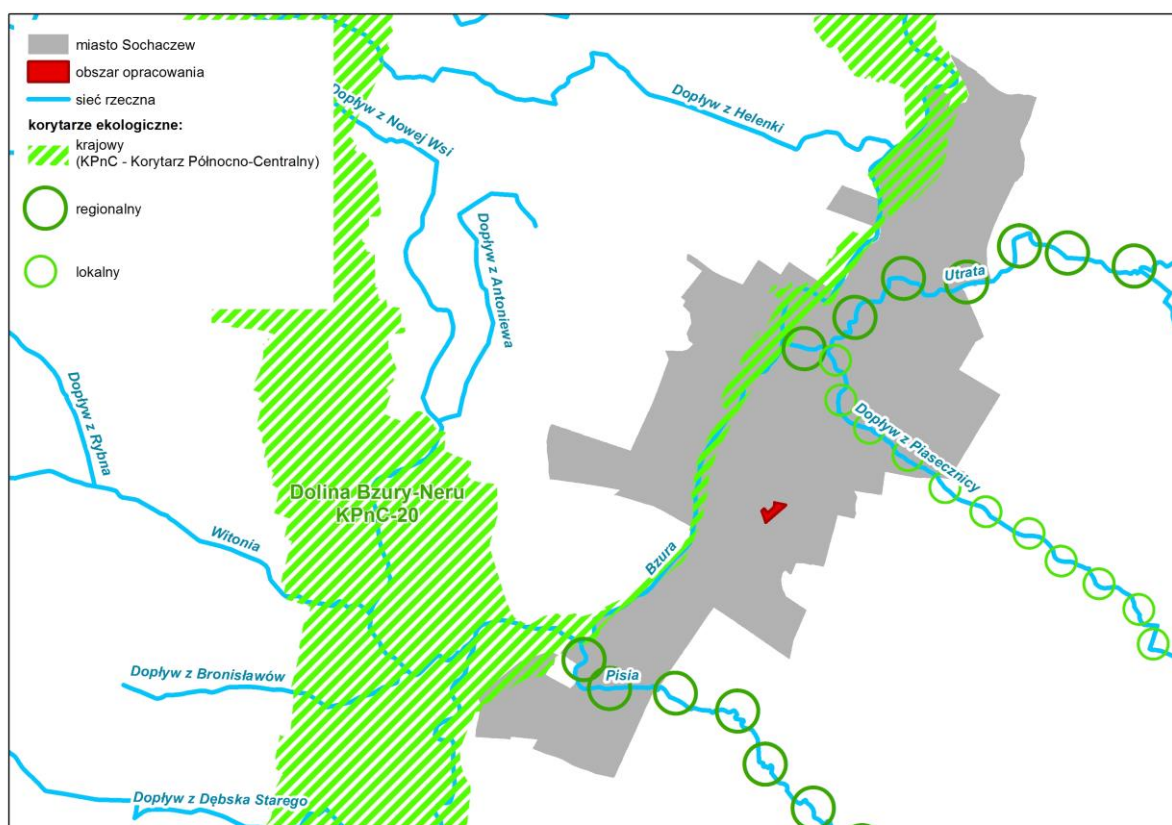 miasto Sochaczew
obszar opracowania
sieć rzeczna
korytarze ekologiczne:
krajowy
(KPnC - Korytarz Północno-Centralny)
regionalny
lokalny
Dopływ z Nowej Wsi
Dopływ z Helenki
Dopływ z Antoniewa
Utrata
Dopływ z Rybna
Dopływ z Piasecznicy
Dolina Bzury-Neru
KPnC-20
Witonia
Bzura
Dopływ z Bronisławów
Pisia
Dopływ z Dębska Starego